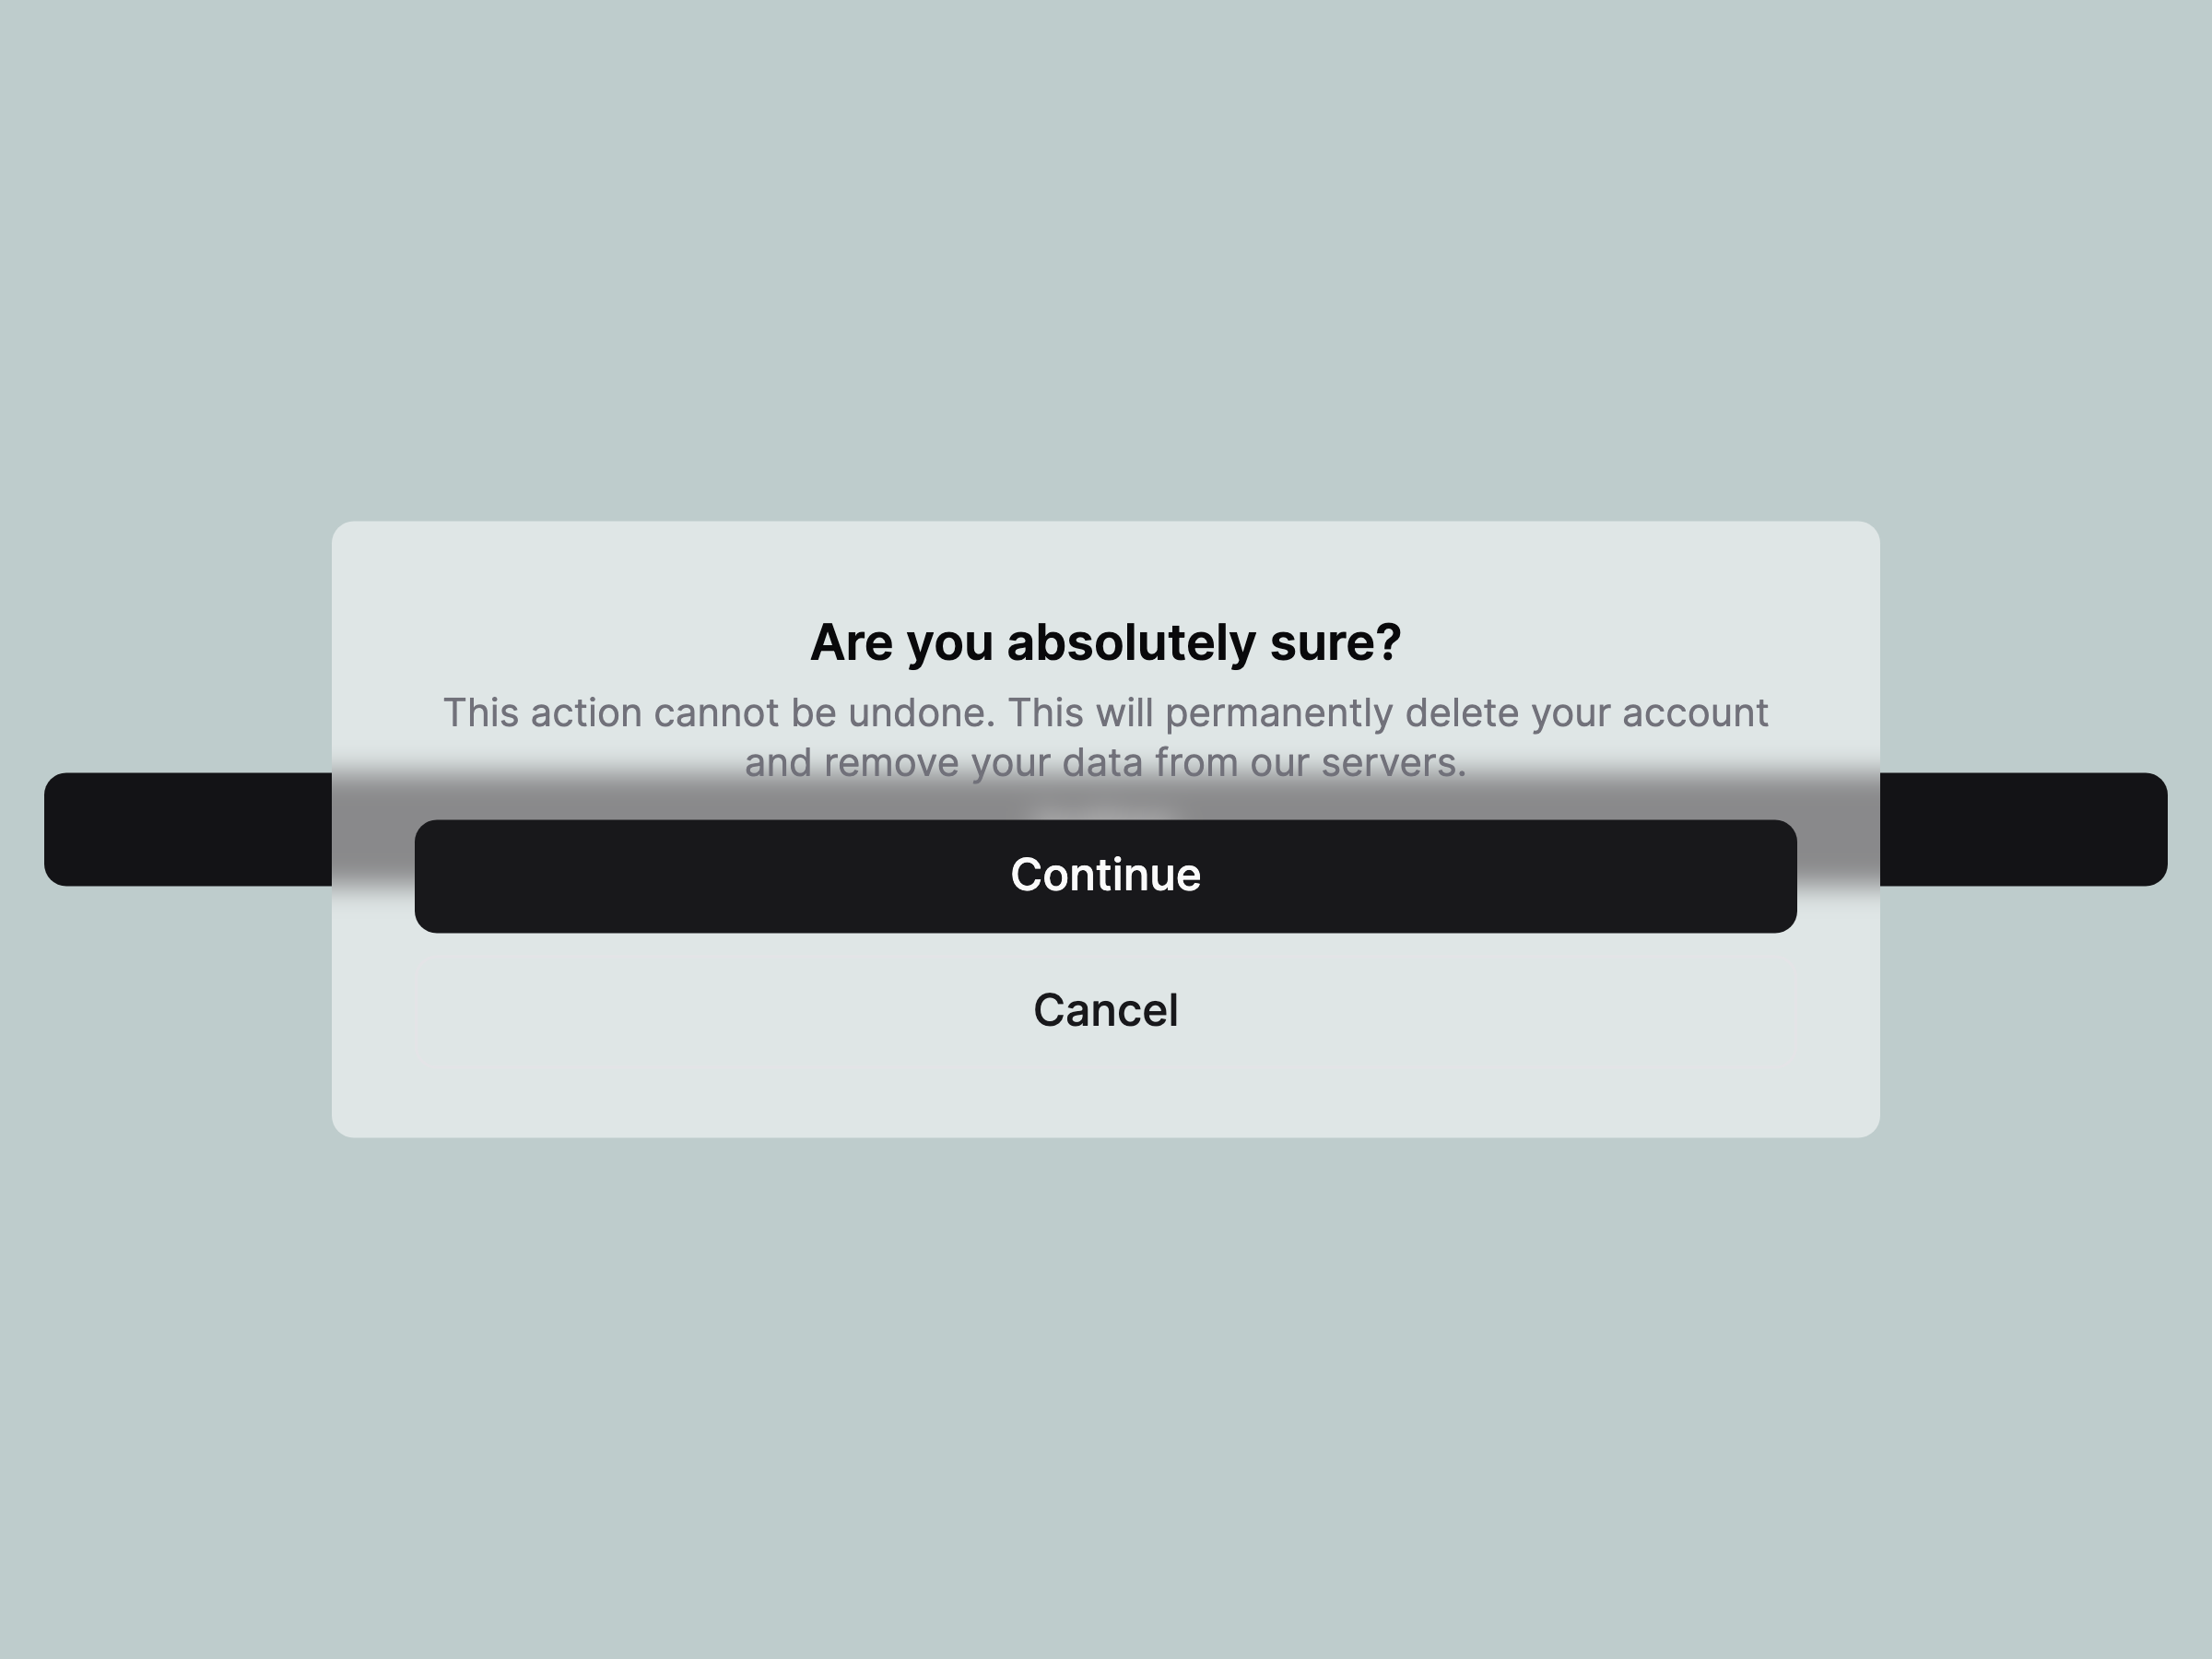 Are you absolutely sure?
This action cannot be undone. This will permanently delete your account
and remove your data from our servers.
Continue
Cancel